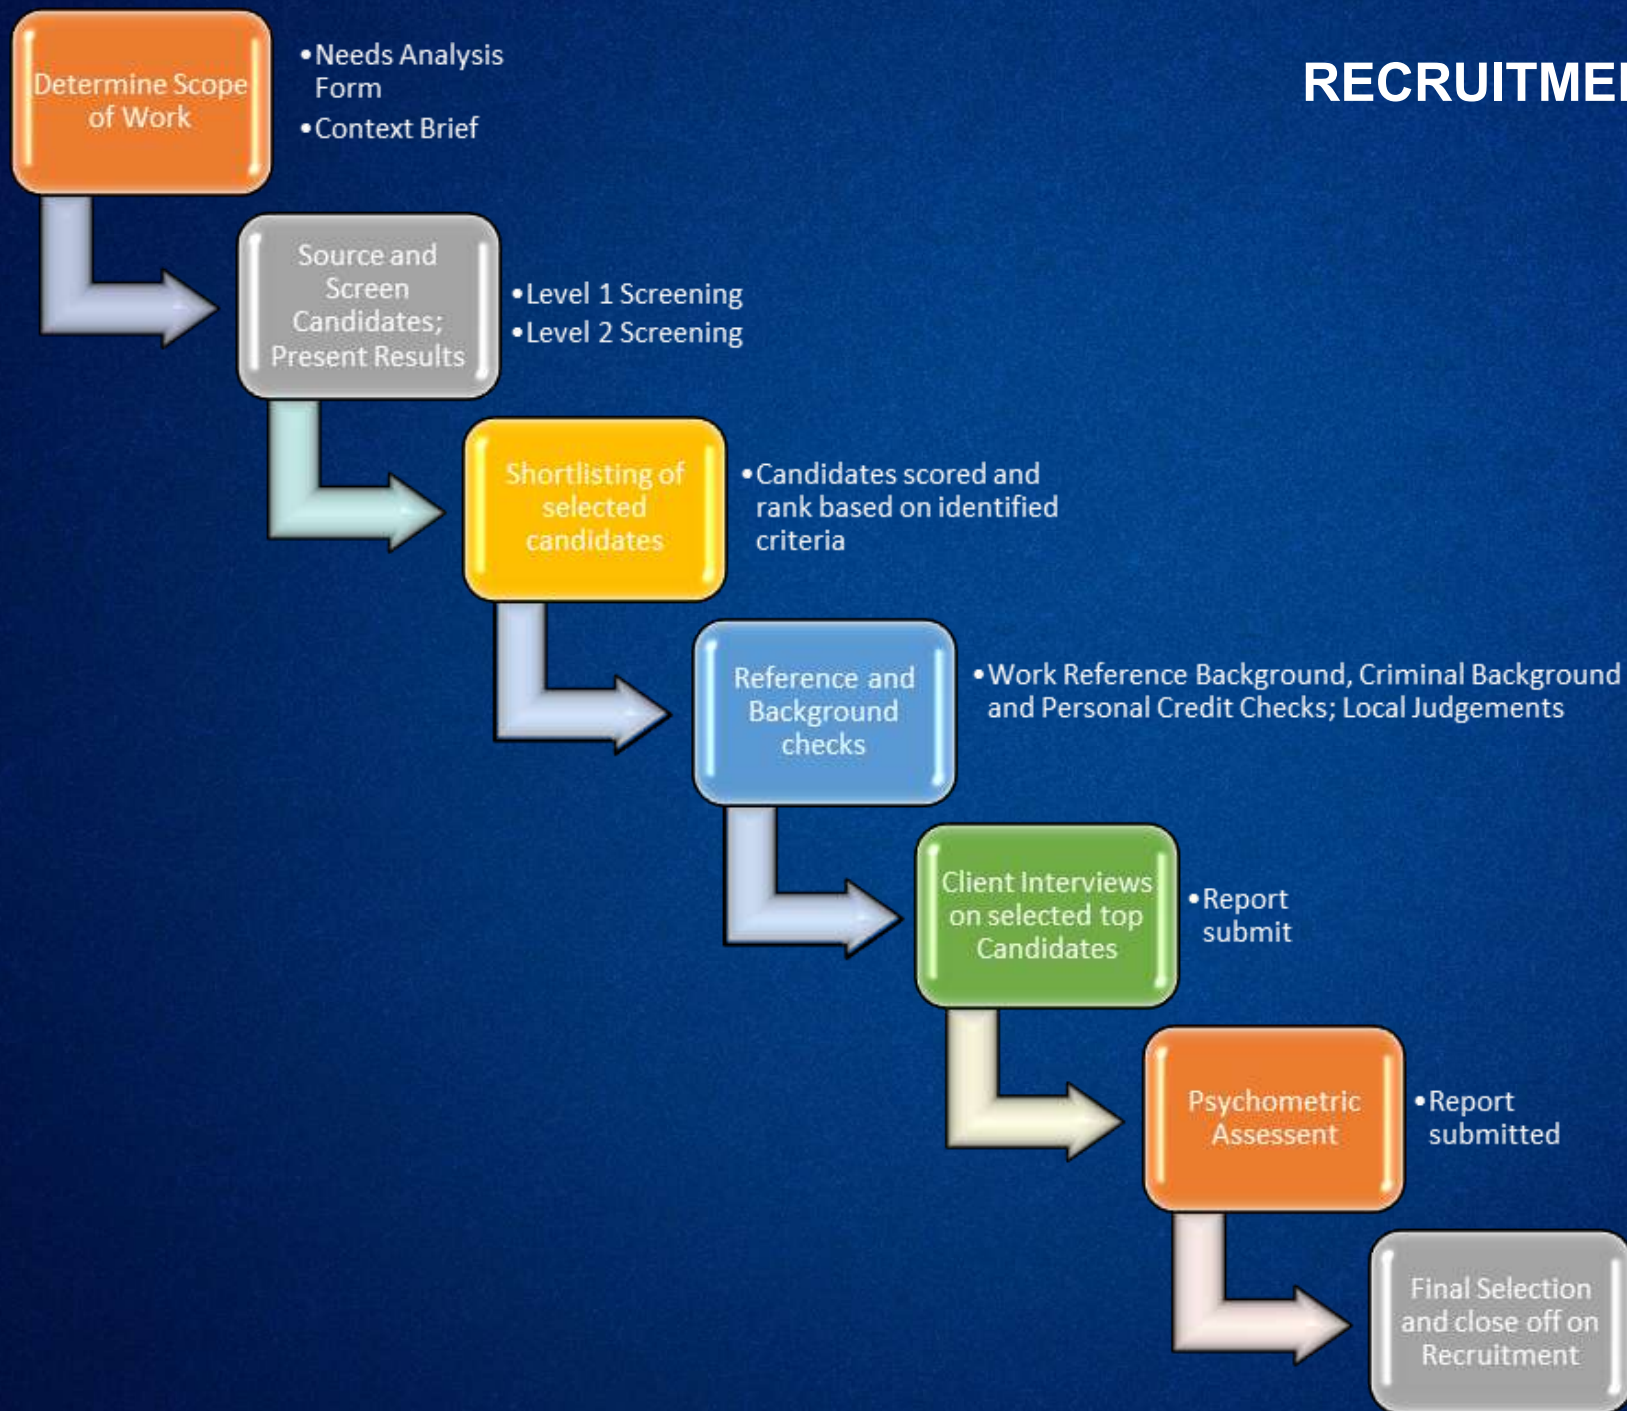 RECRUITME
Determine Scope
of Work
•Needs Analysis
Form
•Context Brief
Source and
Screen
Candidates;
Present Results
•Level 1 Screening
•Level 2 Screening
Shortlisting of
selected
candidates
•Candidates scored and
rank based on identified
criteria
Reference and
Background
checks
•Work Reference Background, Criminal Background
and Personal Credit Checks; Local Judgements
Client Interviews
on selected top
Candidates
•Report
submit
Psychometric
Assessent
•Report
submitted
Final Selection
and close off on
Recruitment